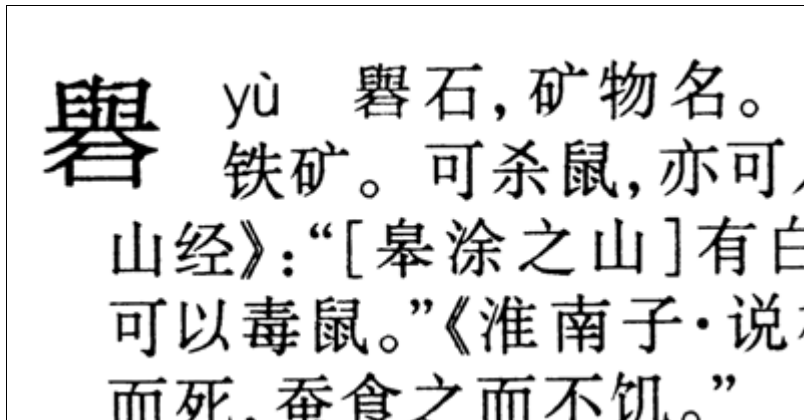 礜 yù 礜石,矿物名。
铁矿。可杀鼠,亦可
山经》:“[皋涂之山]有白
可以毒鼠。”《淮南子·说
而死,蚕食之而不饥。”